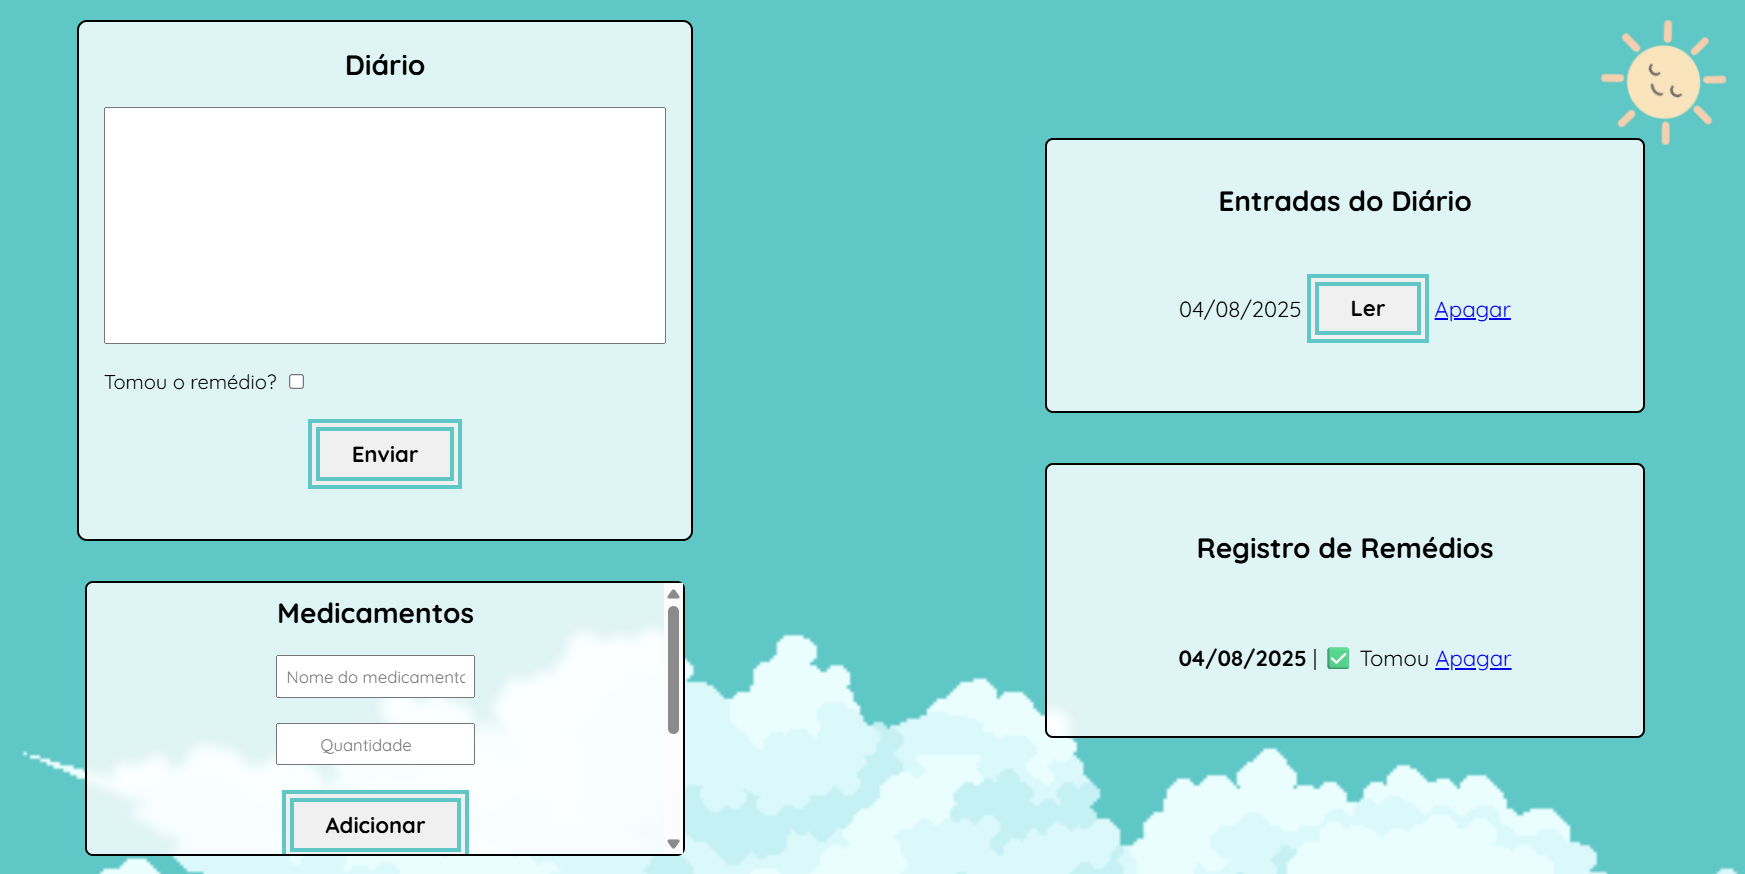 Diário
Tomou o remédio?
Enviar
Medicamentos
Nome do medicamento
Quantidade
Adicionar
Entradas do Diário
04/08/2025 Ler Apagar
Registro de Remédios
04/08/2025 | ✅ Tomou Apagar